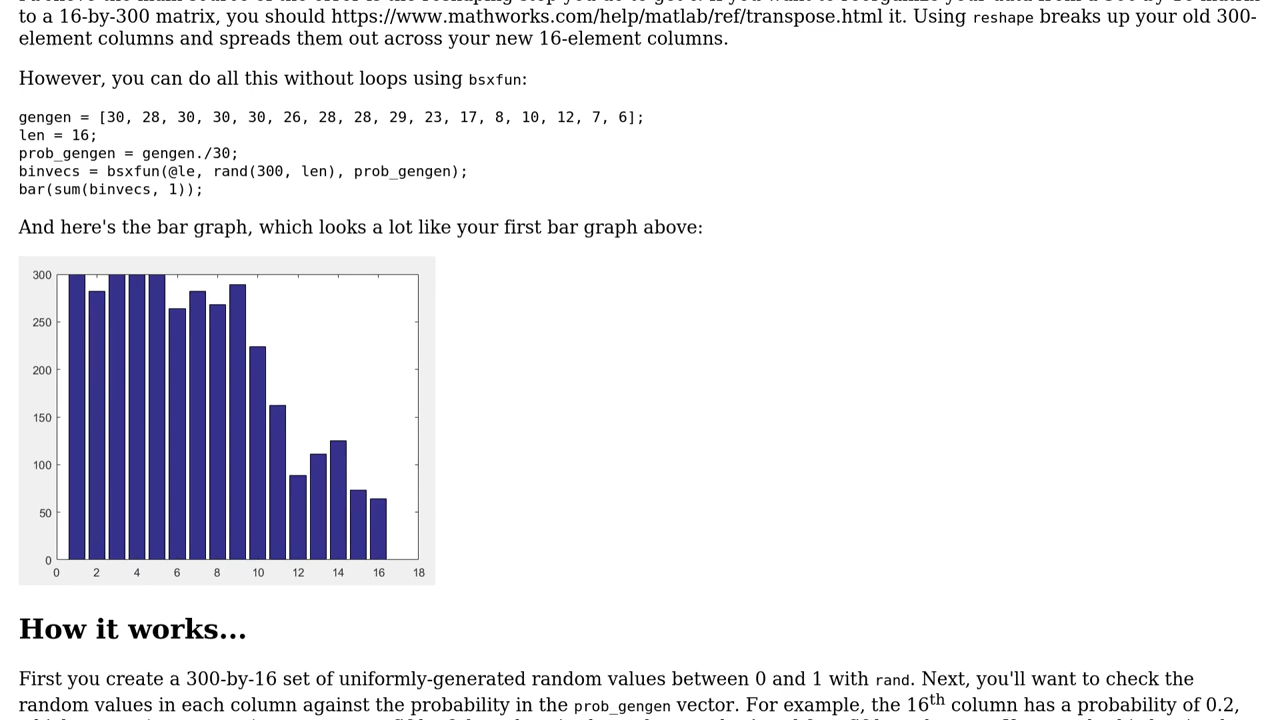 to a 16-by-300 matrix, you should https://www.mathworks.com/help/matlab/ref/transpose.html it. Using reshape breaks up your old 300-
element columns and spreads them out across your new 16-element columns.
However, you can do all this without loops using bsxfun:
gengen = [30, 28, 30, 30, 30, 26, 28, 28, 29, 23, 17, 8, 10, 12, 7, 6];
len = 16;
prob_gengen = gengen./30;
binvecs = bsxfun(@le, rand(300, len), prob_gengen);
bar(sum(binvecs, 1));
And here's the bar graph, which looks a lot like your first bar graph above:
300
250
200
150
100
50
0
0 2 4 6 8 10 12 14 16 18
How it works...
First you create a 300-by-16 set of uniformly-generated random values between 0 and 1 with rand. Next, you'll want to check the
random values in each column against the probability in the prob_gengen vector. For example, the 16th column has a probability of 0.2,